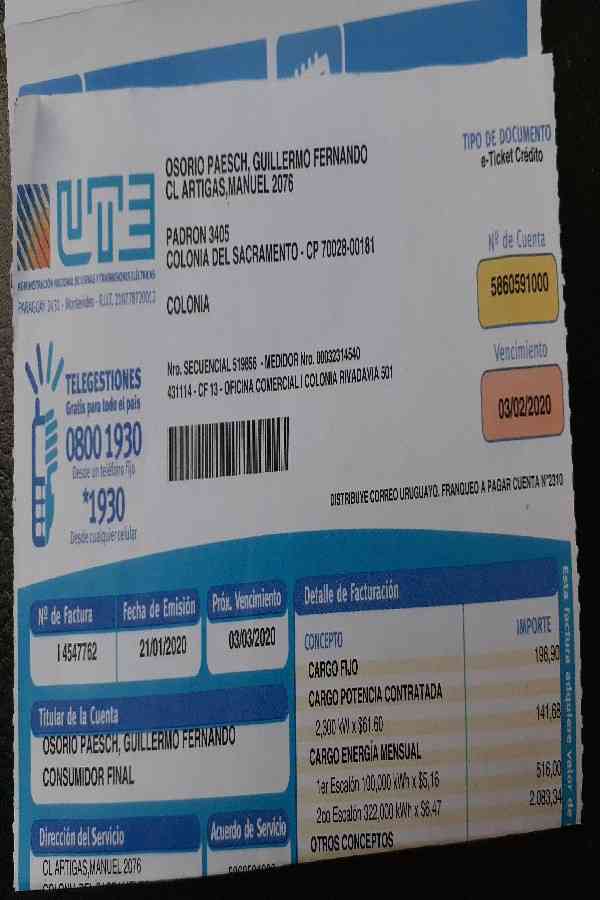 OSORIO PAESCH, GUILLERMO FERNANDO
CL ARTIGAS,MANUEL 2076
PADRON 3405
COLONIA DEL SACRAMENTO - CP 70028-00181
COLONIA
TIPO DE DOCUMENTO
e-Ticket Crédito
Nº de Cuenta
5860591000
Vencimiento
03/02/2020
UTE
ADMINISTRACIÓN NACIONAL DE USINAS Y TRASMISIONES ELÉCTRICAS
PARAGUAY 2431 - Montevideo - R.U.T.
Nro. SECUENCIAL 519856 - MEDIDOR Nro. 00032314540
431114 - CF 13 - OFICINA COMERCIAL I COLONIA RIVADAVIA 501
TELEGESTIONES
Gratis para todo el país
0800 1930
Desde un teléfono fijo
*1930
Desde cualquier celular
DISTRIBUYE CORREO URUGUAYO. FRANQUEO A PAGAR CUENTA N°2310
Nº de Factura
Fecha de Emisión
Próx. Vencimiento
I 4547762
21/01/2020
03/03/2020
Titular de la Cuenta
OSORIO PAESCH, GUILLERMO FERNANDO
CONSUMIDOR FINAL
Dirección del Servicio
Acuerdo de Servicio
CL ARTIGAS,MANUEL 2076
Detalle de Facturación
CONCEPTO
IMPORTE
CARGO FIJO
198,90
CARGO POTENCIA CONTRATADA
2,300 kW x $61.60
141,68
CARGO ENERGÍA MENSUAL
1er Escalón 100,000 kWh x $5,16
516,00
2do Escalón 322,000 kWh x $6,47
2.083,34
OTROS CONCEPTOS
Esta factura adquiere valor de